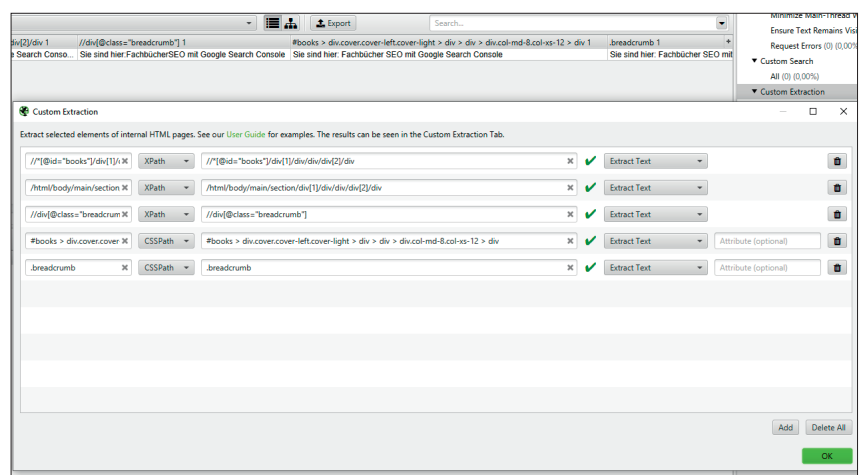 Minimize Main-Thread W
Export
Search...
Ensure Text Remains Visi
Request Errors (0) (0,00%
div[2]/div 1
//div[@class="breadcrumb"] 1
#books > div.cover.cover-left.cover-light > div > div > div.col-md-8.col-xs-12 > div 1
.breadcrumb 1
+
e Search Conso...
Sie sind hier:FachbücherSEO mit Google Search Console
Sie sind hier: Fachbücher SEO mit Google Search Console
Sie sind hier: Fachbücher SEO mit
Custom Search
All (0) (0,00%)
Custom Extraction
Custom Extraction
Extract selected elements of internal HTML pages. See our User Guide for examples. The results can be seen in the Custom Extraction Tab.
//*[@id="books"]/div[1]/
XPath
//*[@id="books"]/div[1]/div/div/div[2]/div
Extract Text
/html/body/main/section
XPath
/html/body/main/section/div[1]/div/div/div[2]/div
Extract Text
//div[@class="breadcrum
XPath
//div[@class="breadcrumb"]
Extract Text
#books > div.cover.cover
CSSPath
#books > div.cover.cover-left.cover-light > div > div > div.col-md-8.col-xs-12 > div
Extract Text
Attribute (optional)
.breadcrumb
CSSPath
.breadcrumb
Extract Text
Attribute (optional)
Add
Delete All
OK